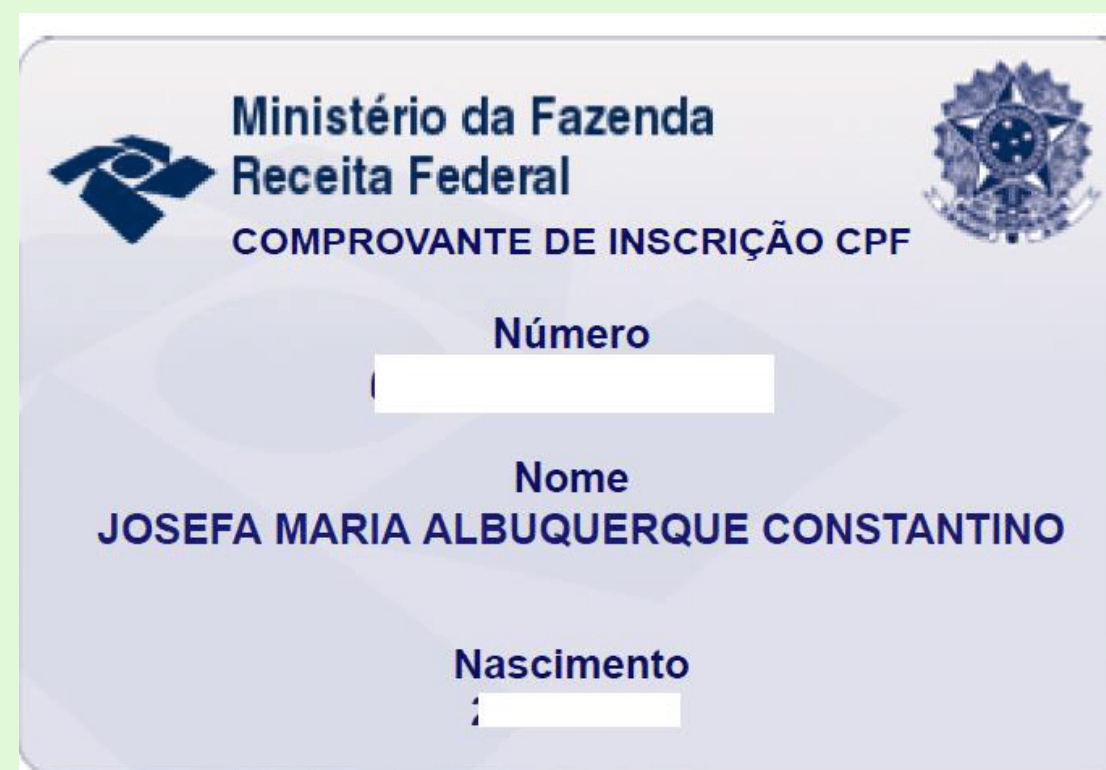 Ministério da Fazenda
Receita Federal
COMPROVANTE DE INSCRIÇÃO CPF
Número
Nome
JOSEFA MARIA ALBUQUERQUE CONSTANTINO
Nascimento